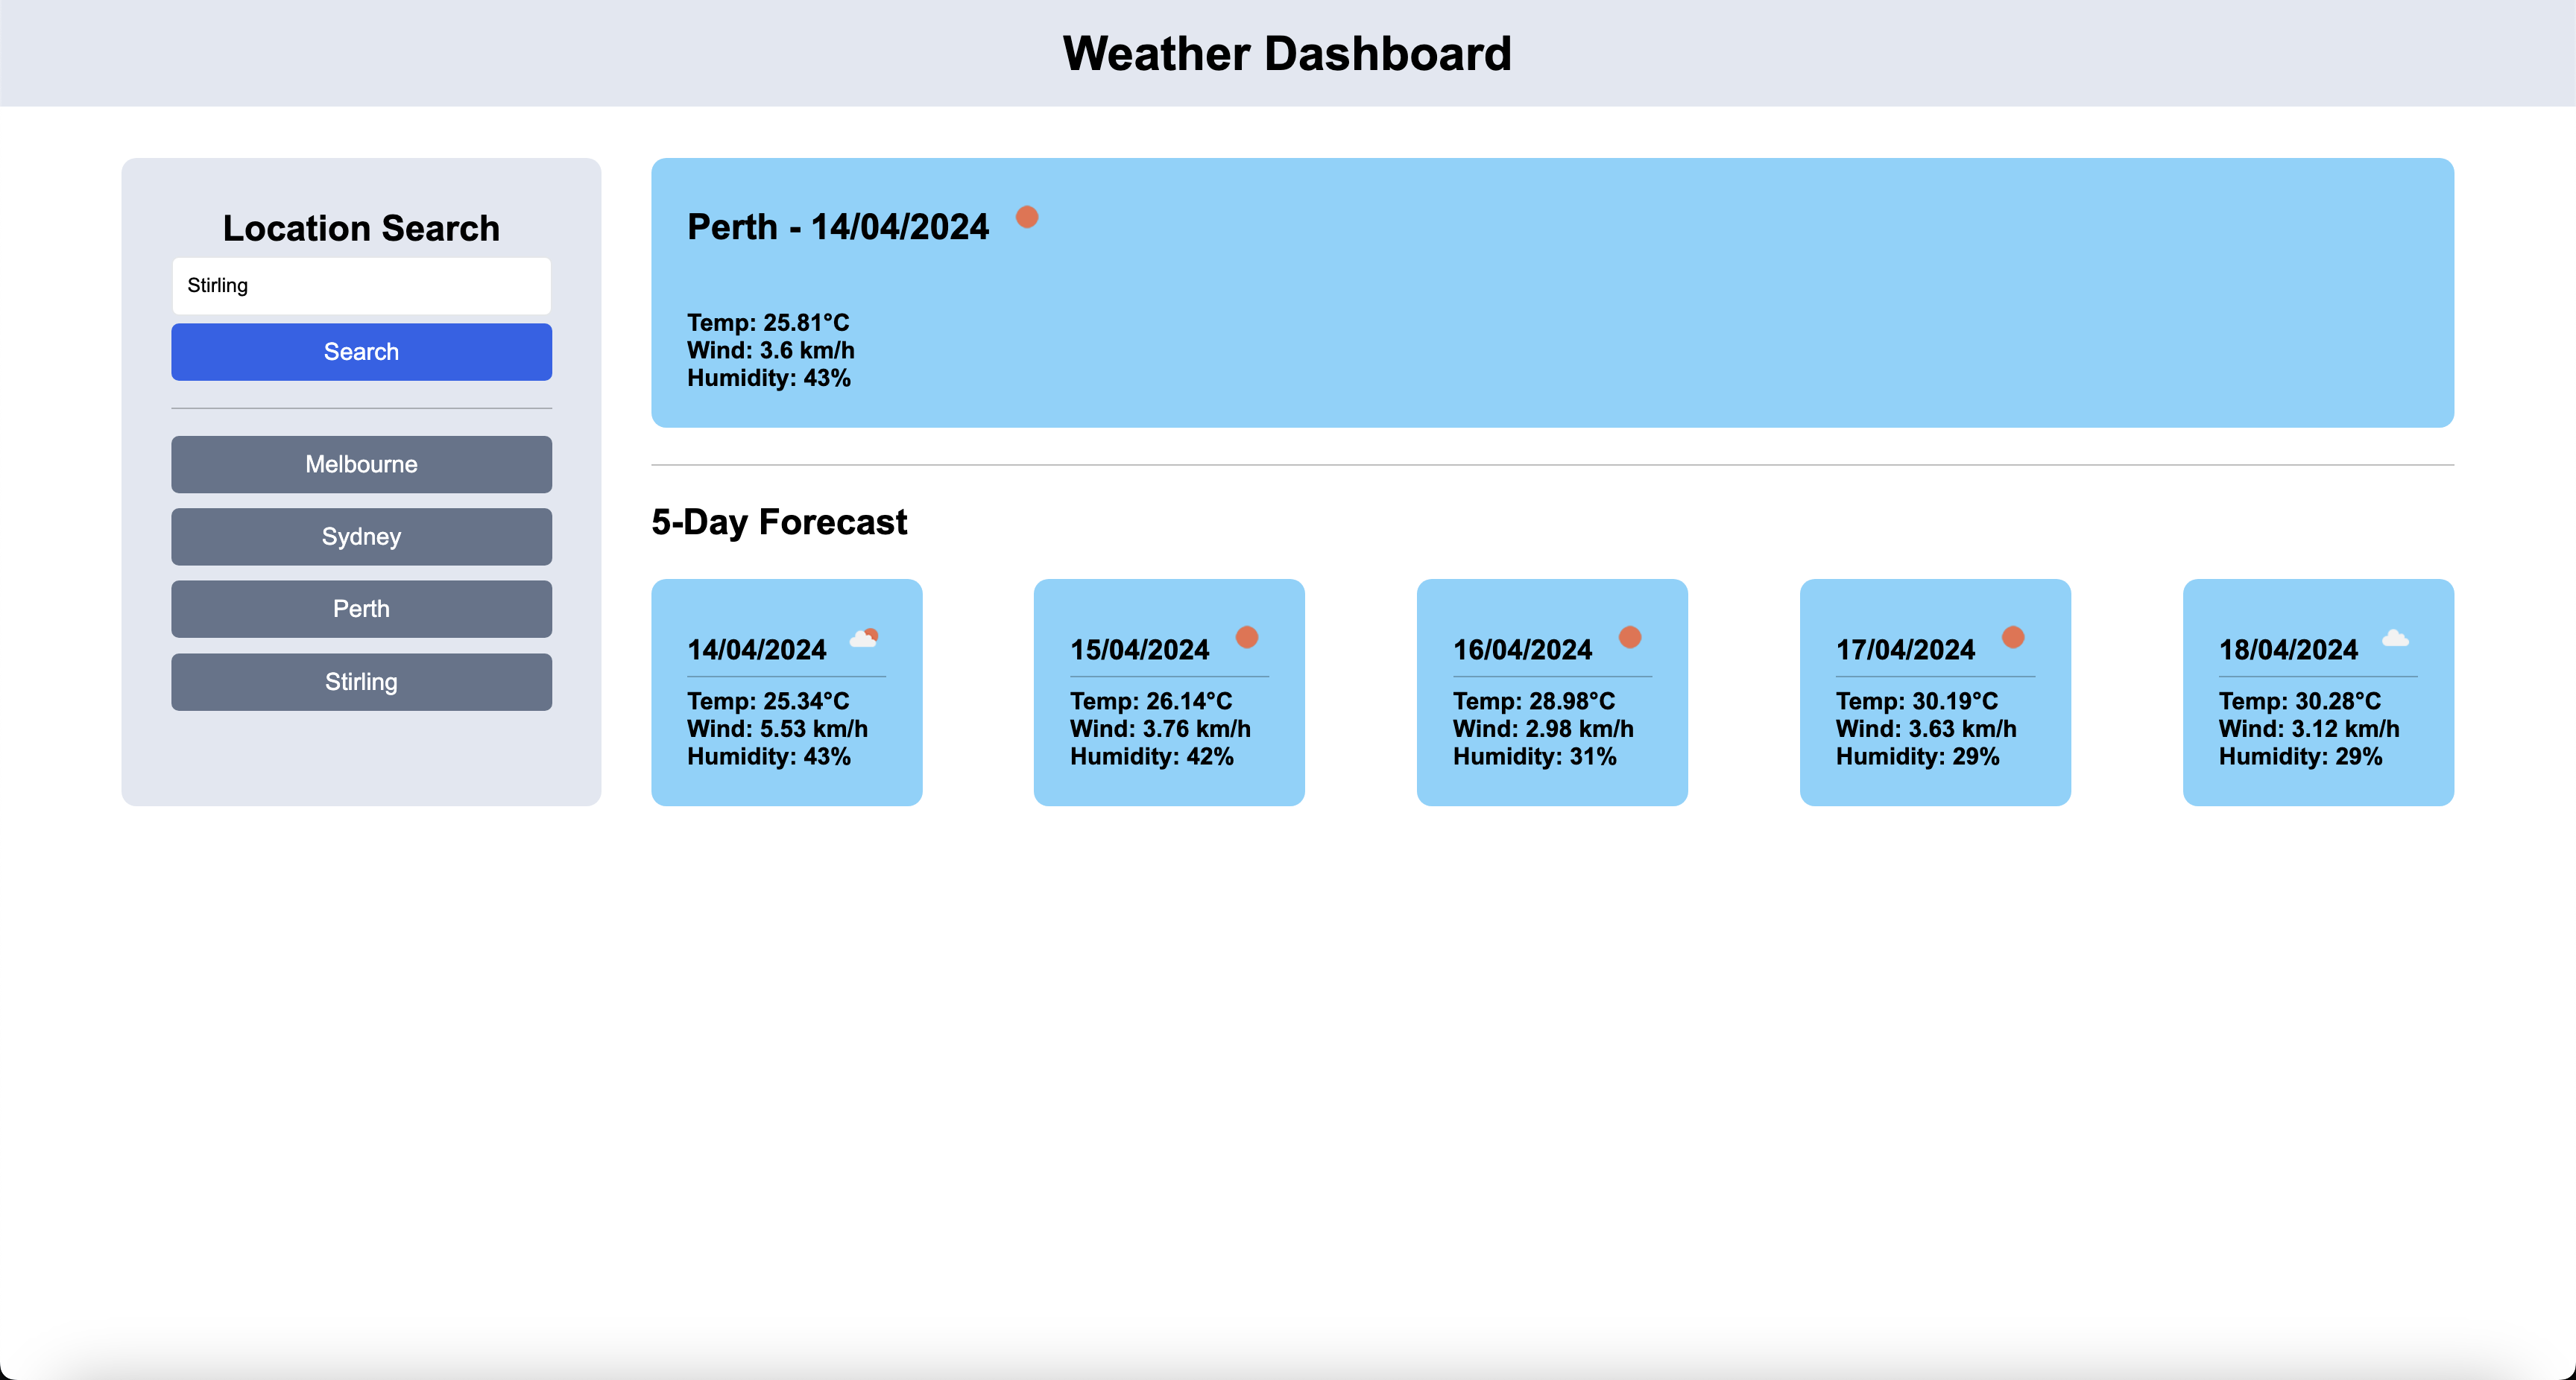 Weather Dashboard
Location Search
Stirling
Search
Melbourne
Sydney
Perth
Stirling
Perth - 14/04/2024
Temp: 25.81°C
Wind: 3.6 km/h
Humidity: 43%
5-Day Forecast
14/04/2024
Temp: 25.34°C
Wind: 5.53 km/h
Humidity: 43%
15/04/2024
Temp: 26.14°C
Wind: 3.76 km/h
Humidity: 42%
16/04/2024
Temp: 28.98°C
Wind: 2.98 km/h
Humidity: 31%
17/04/2024
Temp: 30.19°C
Wind: 3.63 km/h
Humidity: 29%
18/04/2024
Temp: 30.28°C
Wind: 3.12 km/h
Humidity: 29%